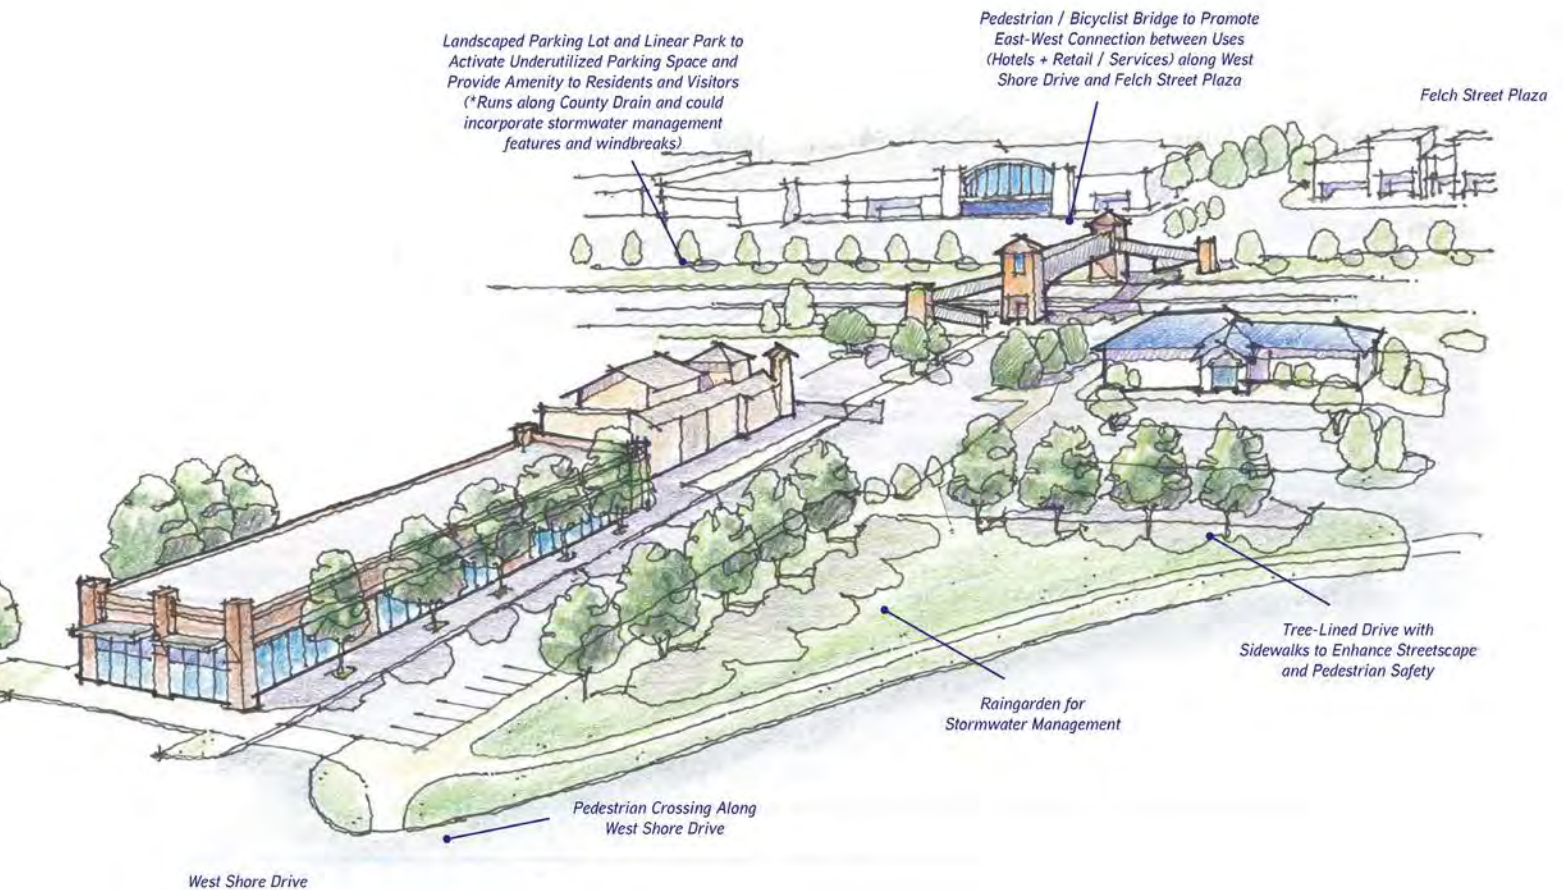 Pedestrian / Bicyclist Bridge to Promote
East-West Connection between Uses
(Hotels + Retail / Services) along West
Shore Drive and Felch Street Plaza
Landscaped Parking Lot and Linear Park to
Activate Underutilized Parking Space and
Provide Amenity to Residents and Visitors
(*Runs along County Drain and could
incorporate stormwater management
features and windbreaks)
Felch Street Plaza
Tree-Lined Drive with
Sidewalks to Enhance Streetscape
and Pedestrian Safety
Raingarden for
Stormwater Management
Pedestrian Crossing Along
West Shore Drive
West Shore Drive